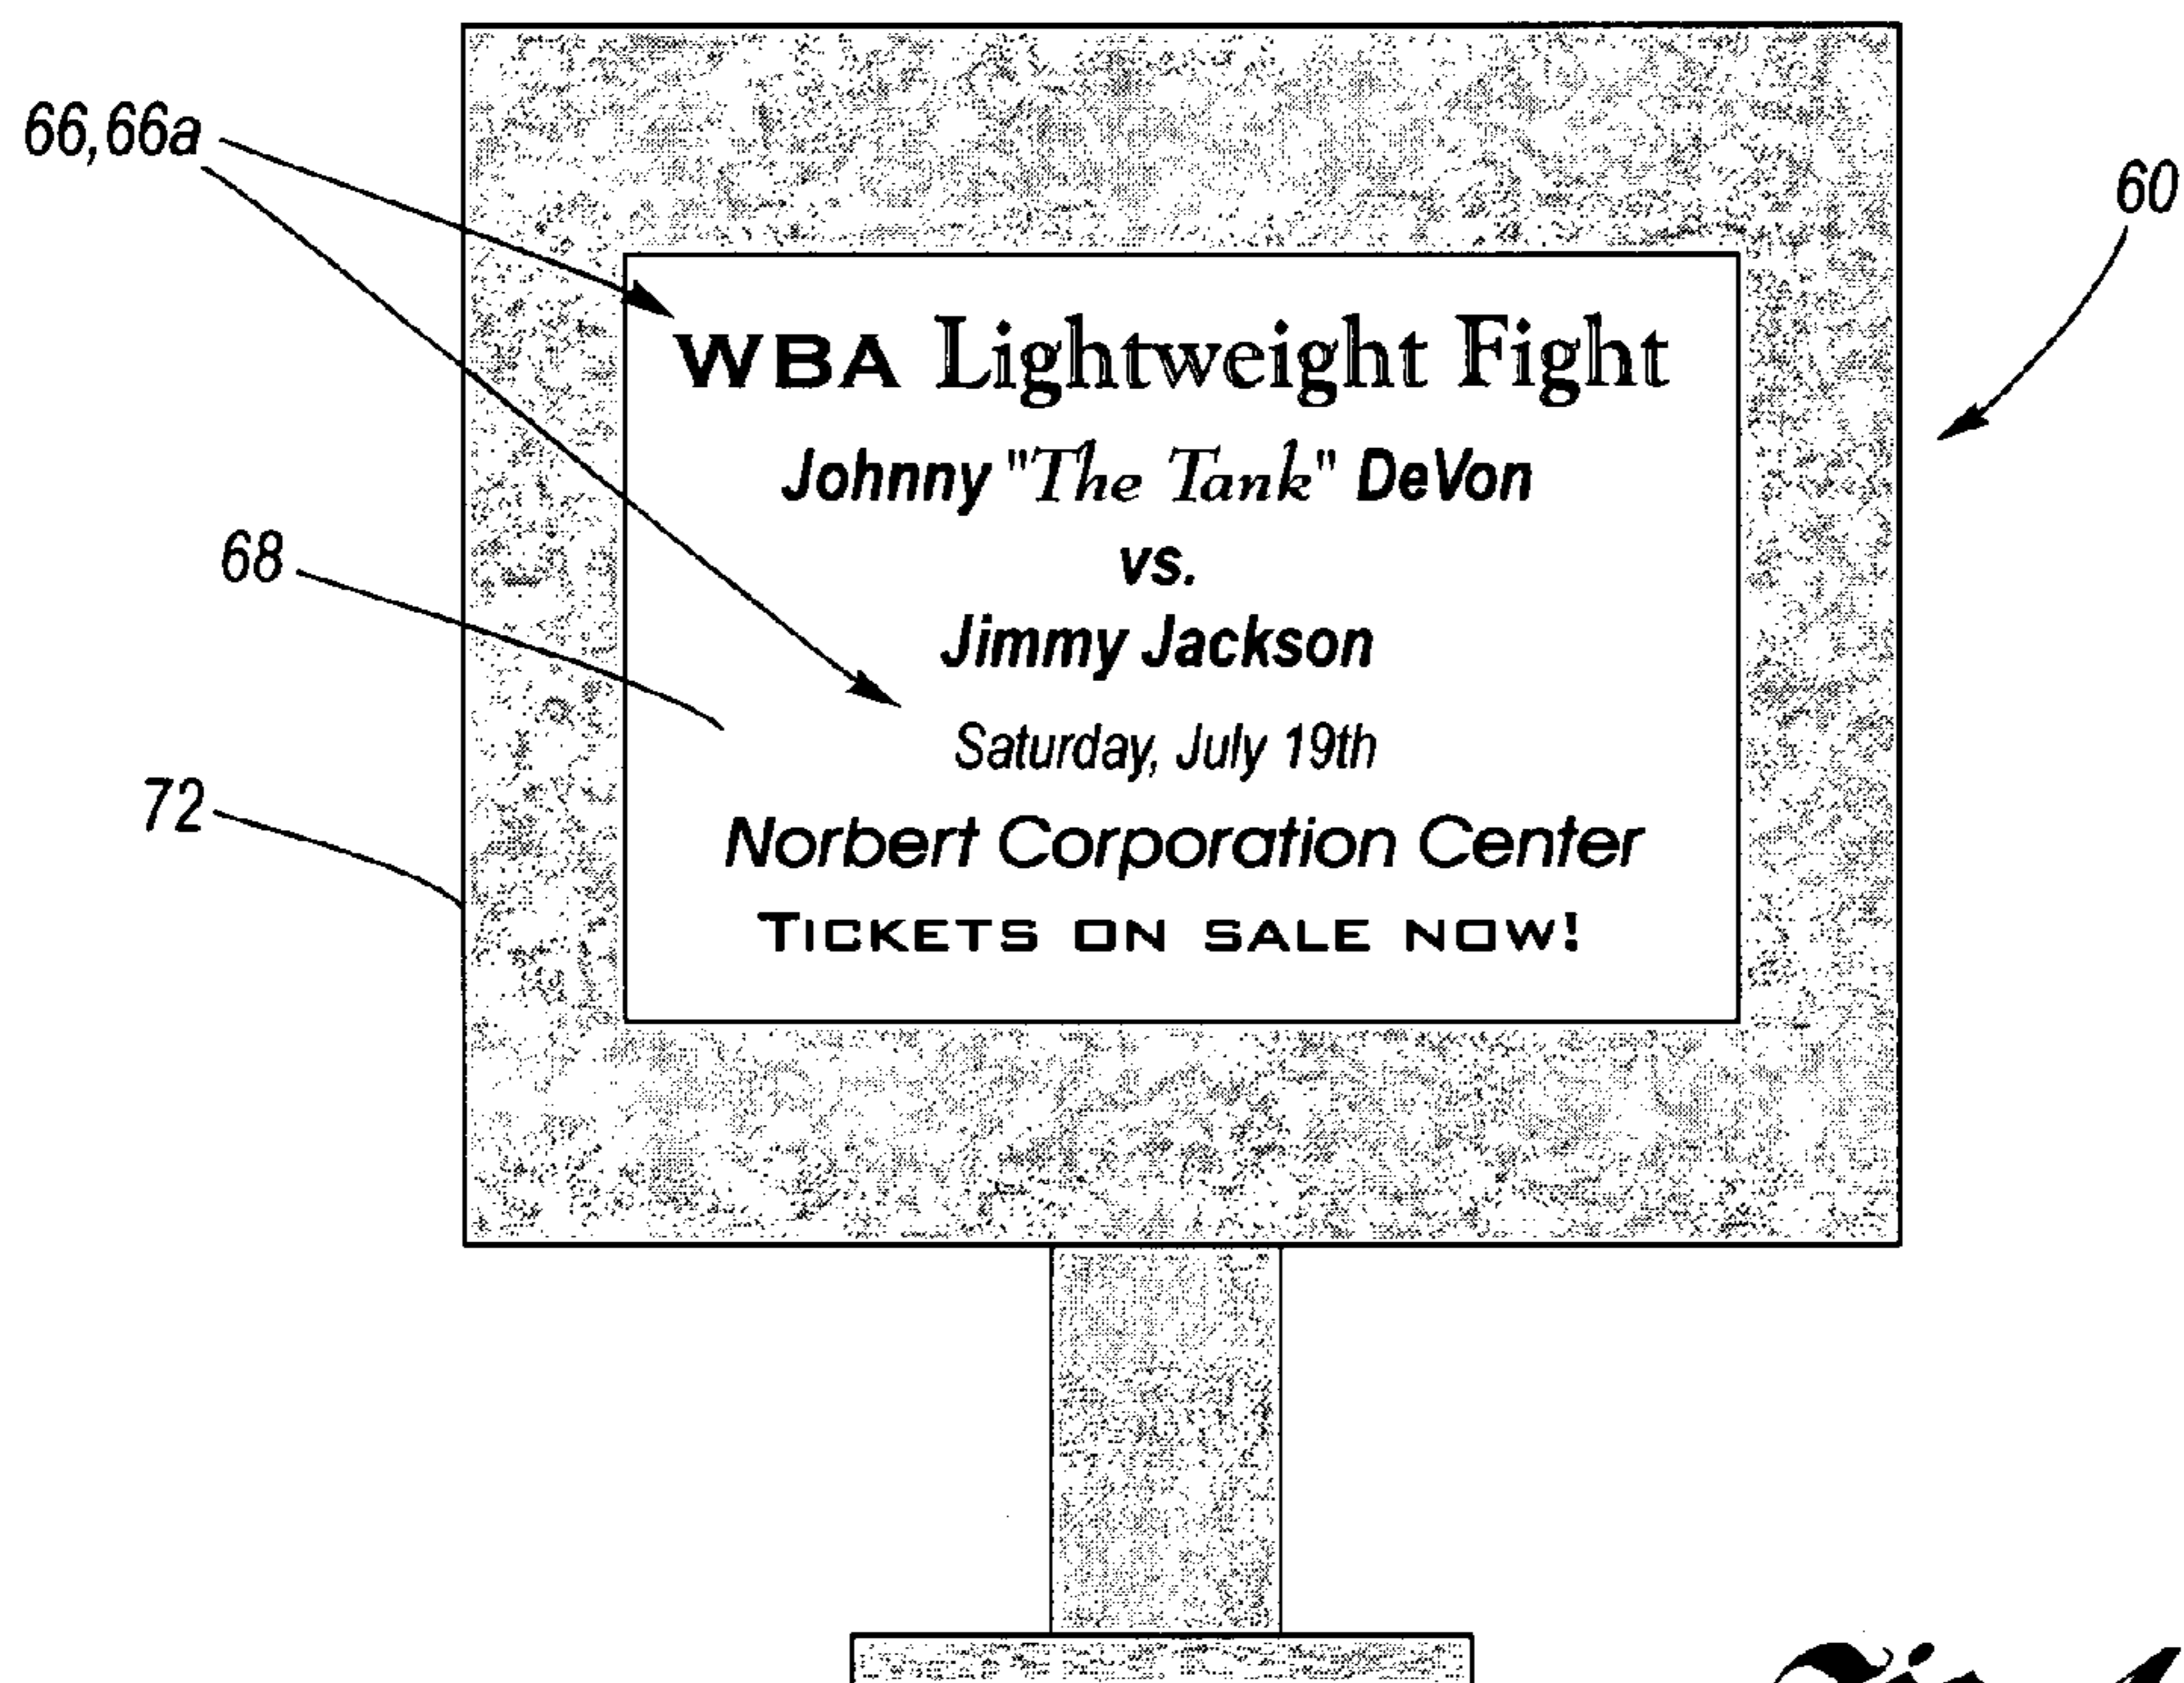 66,66a
60
WBA Lightweight Fight
Johnny "The Tank" DeVon
vs.
68
Jimmy Jackson
Saturday, July 19th
72
Norbert Corporation Center
TICKETS ON SALE NOW!